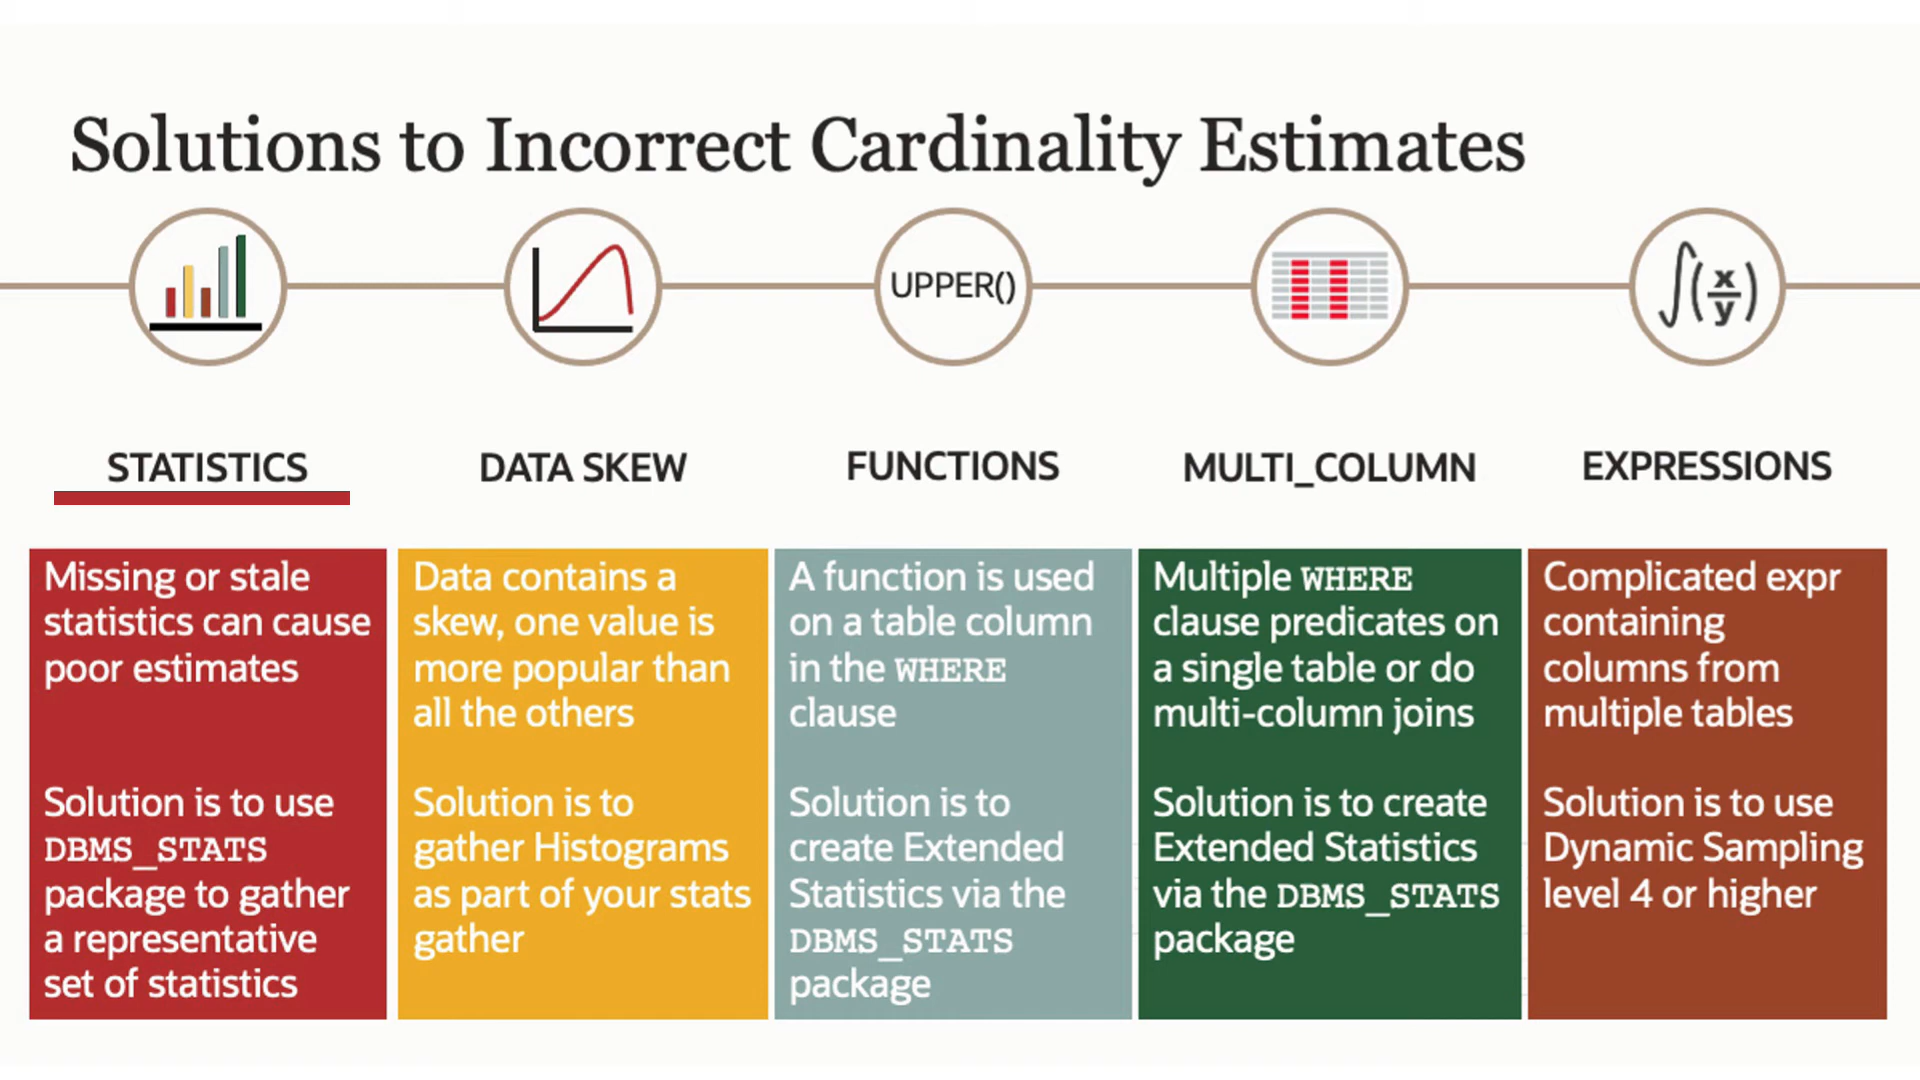 Solutions to Incorrect Cardinality Estimates
UPPER()
∫(x/y)
STATISTICS
DATA SKEW
FUNCTIONS
MULTI_COLUMN
EXPRESSIONS
Missing or stale
statistics can cause
poor estimates
Solution is to use
DBMS_STATS
package to gather
a representative
set of statistics
Data contains a
skew, one value is
more popular than
all the others
Solution is to
gather Histograms
as part of your stats
gather
A function is used
on a table column
in the WHERE
clause
Solution is to
create Extended
Statistics via the
DBMS_STATS
package
Multiple WHERE
clause predicates on
a single table or do
multi-column joins
Solution is to create
Extended Statistics
via the DBMS_STATS
package
Complicated expr
containing
columns from
multiple tables
Solution is to use
Dynamic Sampling
level 4 or higher